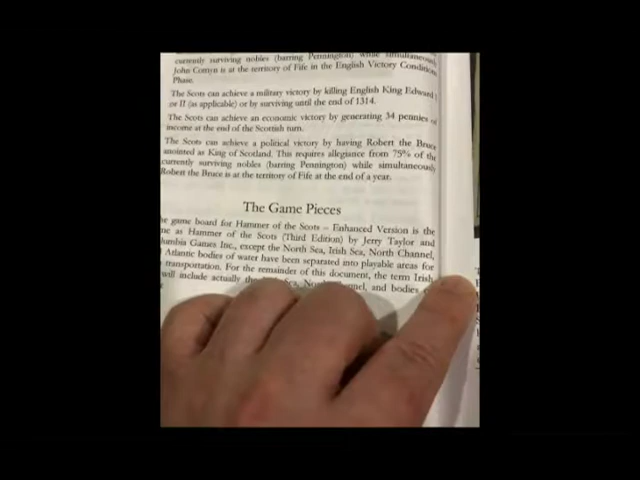 currently surviving nobles (barring Pennington) while simultaneously
John Comyn is at the territory of Fife in the English Victory Condition
Phase.
The Scots can achieve a military victory by killing English King Edward I
or II (as applicable) or by surviving until the end of 1314.
The Scots can achieve an economic victory by generating 34 pennies of
income at the end of the Scottish turn.
The Scots can achieve a political victory by having Robert the Bruce
anointed as King of Scotland. This requires allegiance from 75% of the
currently surviving nobles (barring Pennington) while simultaneously
Robert the Bruce is at the territory of Fife at the end of a year.
The Game Pieces
he game board for Hammer of the Scots – Enhanced Version is the
me as Hammer of the Scots (Third Edition) by Jerry Taylor and
lumbia Games Inc., except the North Sea, Irish Sea, North Channel,
Atlantic bodies of water have been separated into playable areas for
transportation. For the remainder of this document, the term Irish
will include actually the Sea, nel, and bodies